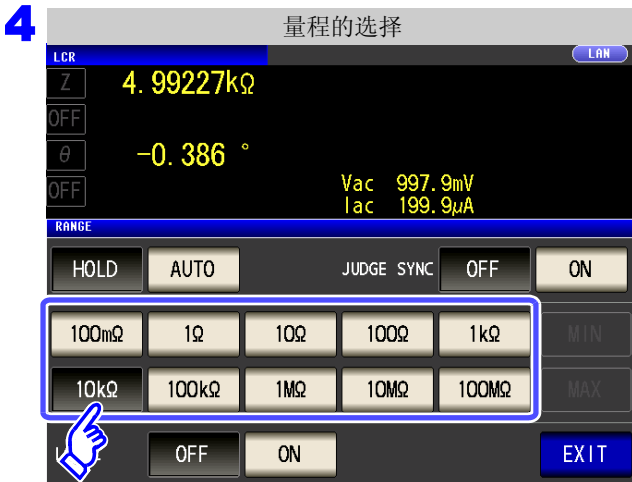 4
量程的选择
LCR
LAN
Z 4.99227kΩ
OFF
θ -0.386 °
OFF
Vac 997.9mV
Iac 199.9μA
RANGE
HOLD AUTO JUDGE SYNC OFF ON
100mΩ 1Ω 10Ω 100Ω 1kΩ MIN
10kΩ 100kΩ 1MΩ 10MΩ 100MΩ MAX
OFF ON EXIT